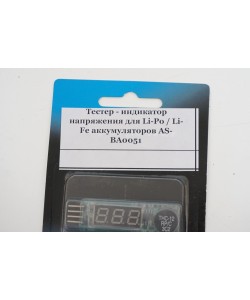 Тестер - индикатор
напряжения для Li-Po / Li-
Fe аккумуляторов AS-
BA0051